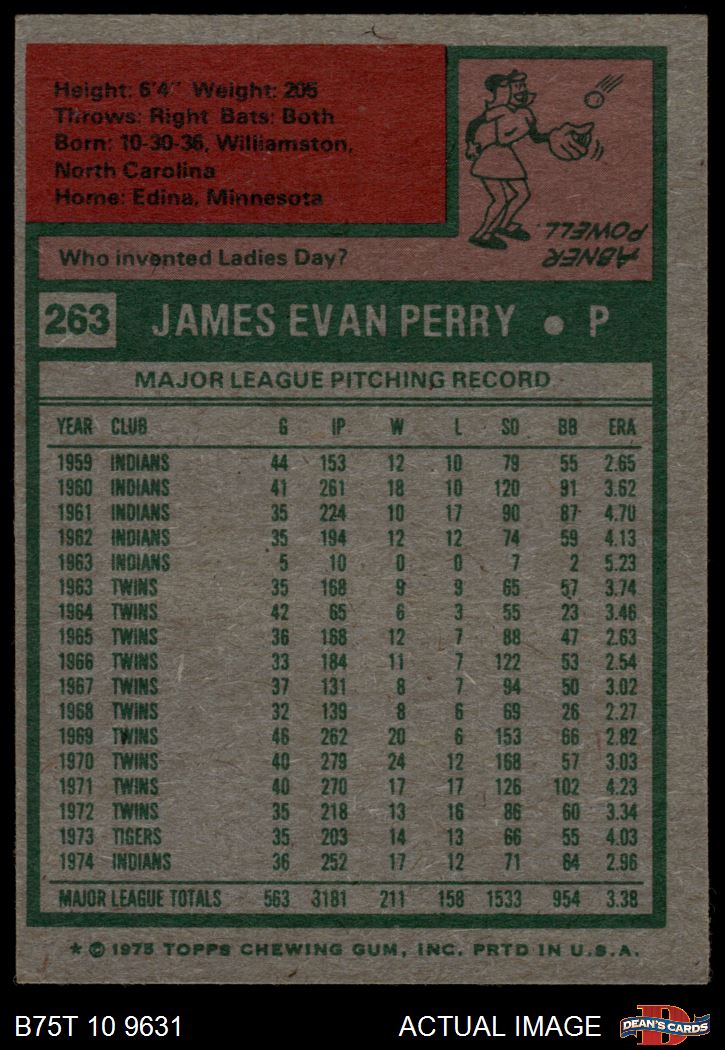 Height: 6'4" Weight: 205
Throws: Right Bats: Both
Born: 10-30-36, Williamston,
North Carolina
Home: Edina, Minnesota
ABNER
POWELL
Who invented Ladies Day?
263 JAMES EVAN PERRY ● P
MAJOR LEAGUE PITCHING RECORD
YEAR CLUB G IP W L SO BB ERA
1959 INDIANS 44 153 12 10 79 55 2.65
1960 INDIANS 41 261 18 10 120 91 3.62
1961 INDIANS 35 224 10 17 90 87 4.70
1962 INDIANS 35 194 12 12 74 59 4.13
1963 INDIANS 5 10 0 0 7 2 5.23
1963 TWINS 35 168 9 9 65 57 3.74
1964 TWINS 42 65 6 3 55 23 3.46
1965 TWINS 36 168 12 7 88 47 2.63
1966 TWINS 33 184 11 7 122 53 2.54
1967 TWINS 37 131 8 7 94 50 3.02
1968 TWINS 32 139 8 6 69 26 2.27
1969 TWINS 46 262 20 6 153 66 2.82
1970 TWINS 40 279 24 12 168 57 3.03
1971 TWINS 40 270 17 17 126 102 4.23
1972 TWINS 35 218 13 16 86 60 3.34
1973 TIGERS 35 203 14 13 66 55 4.03
1974 INDIANS 36 252 17 12 71 64 2.96
MAJOR LEAGUE TOTALS 563 3181 211 158 1533 954 3.38
* © 1975 TOPPS CHEWING GUM, INC. PRTD IN U.S.A.
B75T 10 9631 ACTUAL IMAGE D DEAN'S CARDS